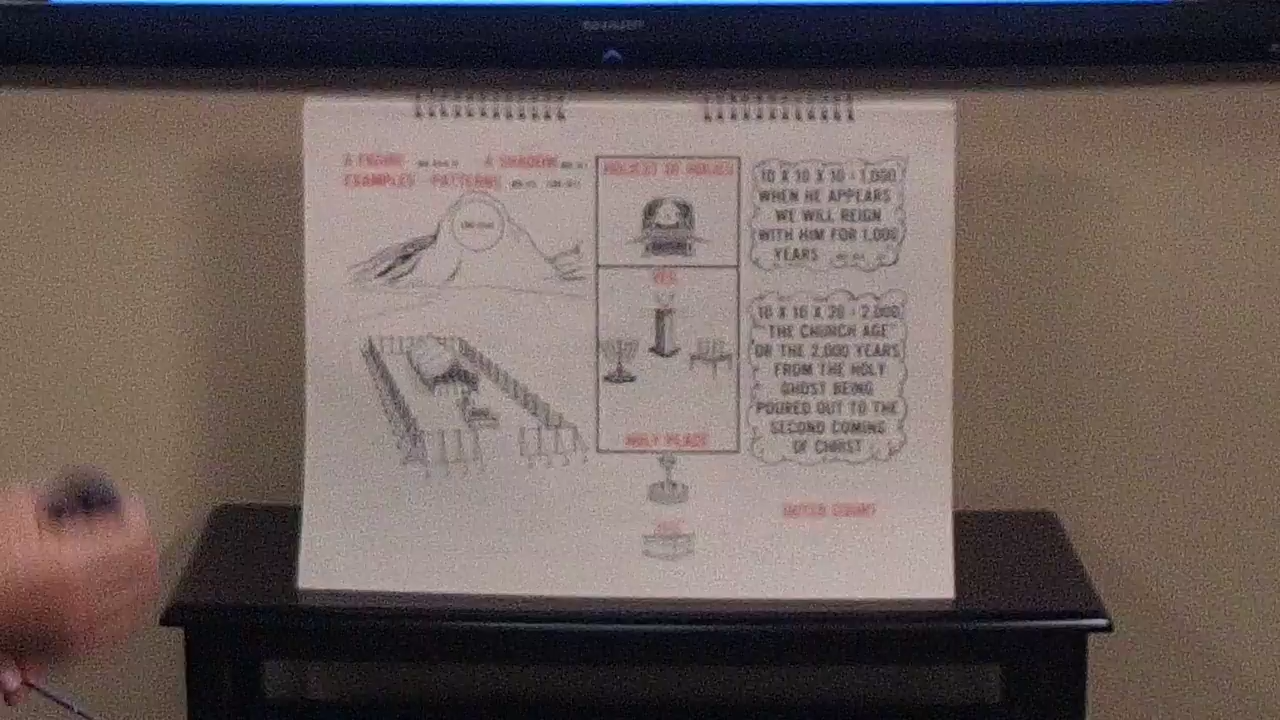 A FIGURE A SHADOW
EXAMPLES PATTERNS
HOLIEST OF HOLIES
VEIL
HOLY PLACE
10 X 10 X 10 - 1,000
WHEN HE APPEARS
WE WILL REIGN
WITH HIM FOR 1,000
YEARS
10 X 10 X 20 - 2,000
"THE CHURCH AGE"
OR THE 2,000 YEARS
FROM THE HOLY
GHOST BEING
POURED OUT TO THE
SECOND COMING
OF CHRIST
OUTER COURT